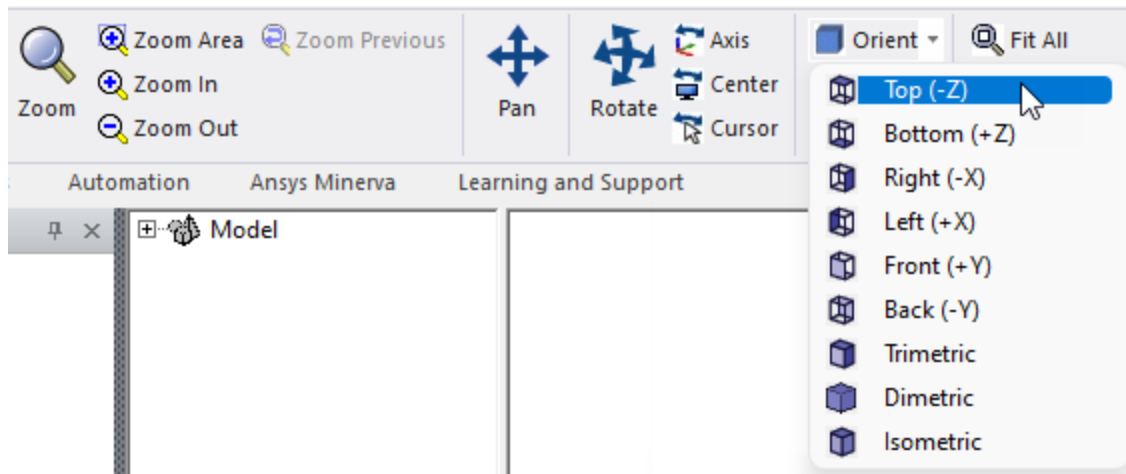 Zoom
Zoom Area
Zoom Previous
Zoom In
Zoom Out
Pan
Rotate
Axis
Center
Cursor
Orient
Fit All
Top (-Z)
Bottom (+Z)
Right (-X)
Left (+X)
Front (+Y)
Back (-Y)
Trimetric
Dimetric
Isometric
Automation
Ansys Minerva
Learning and Support
Model